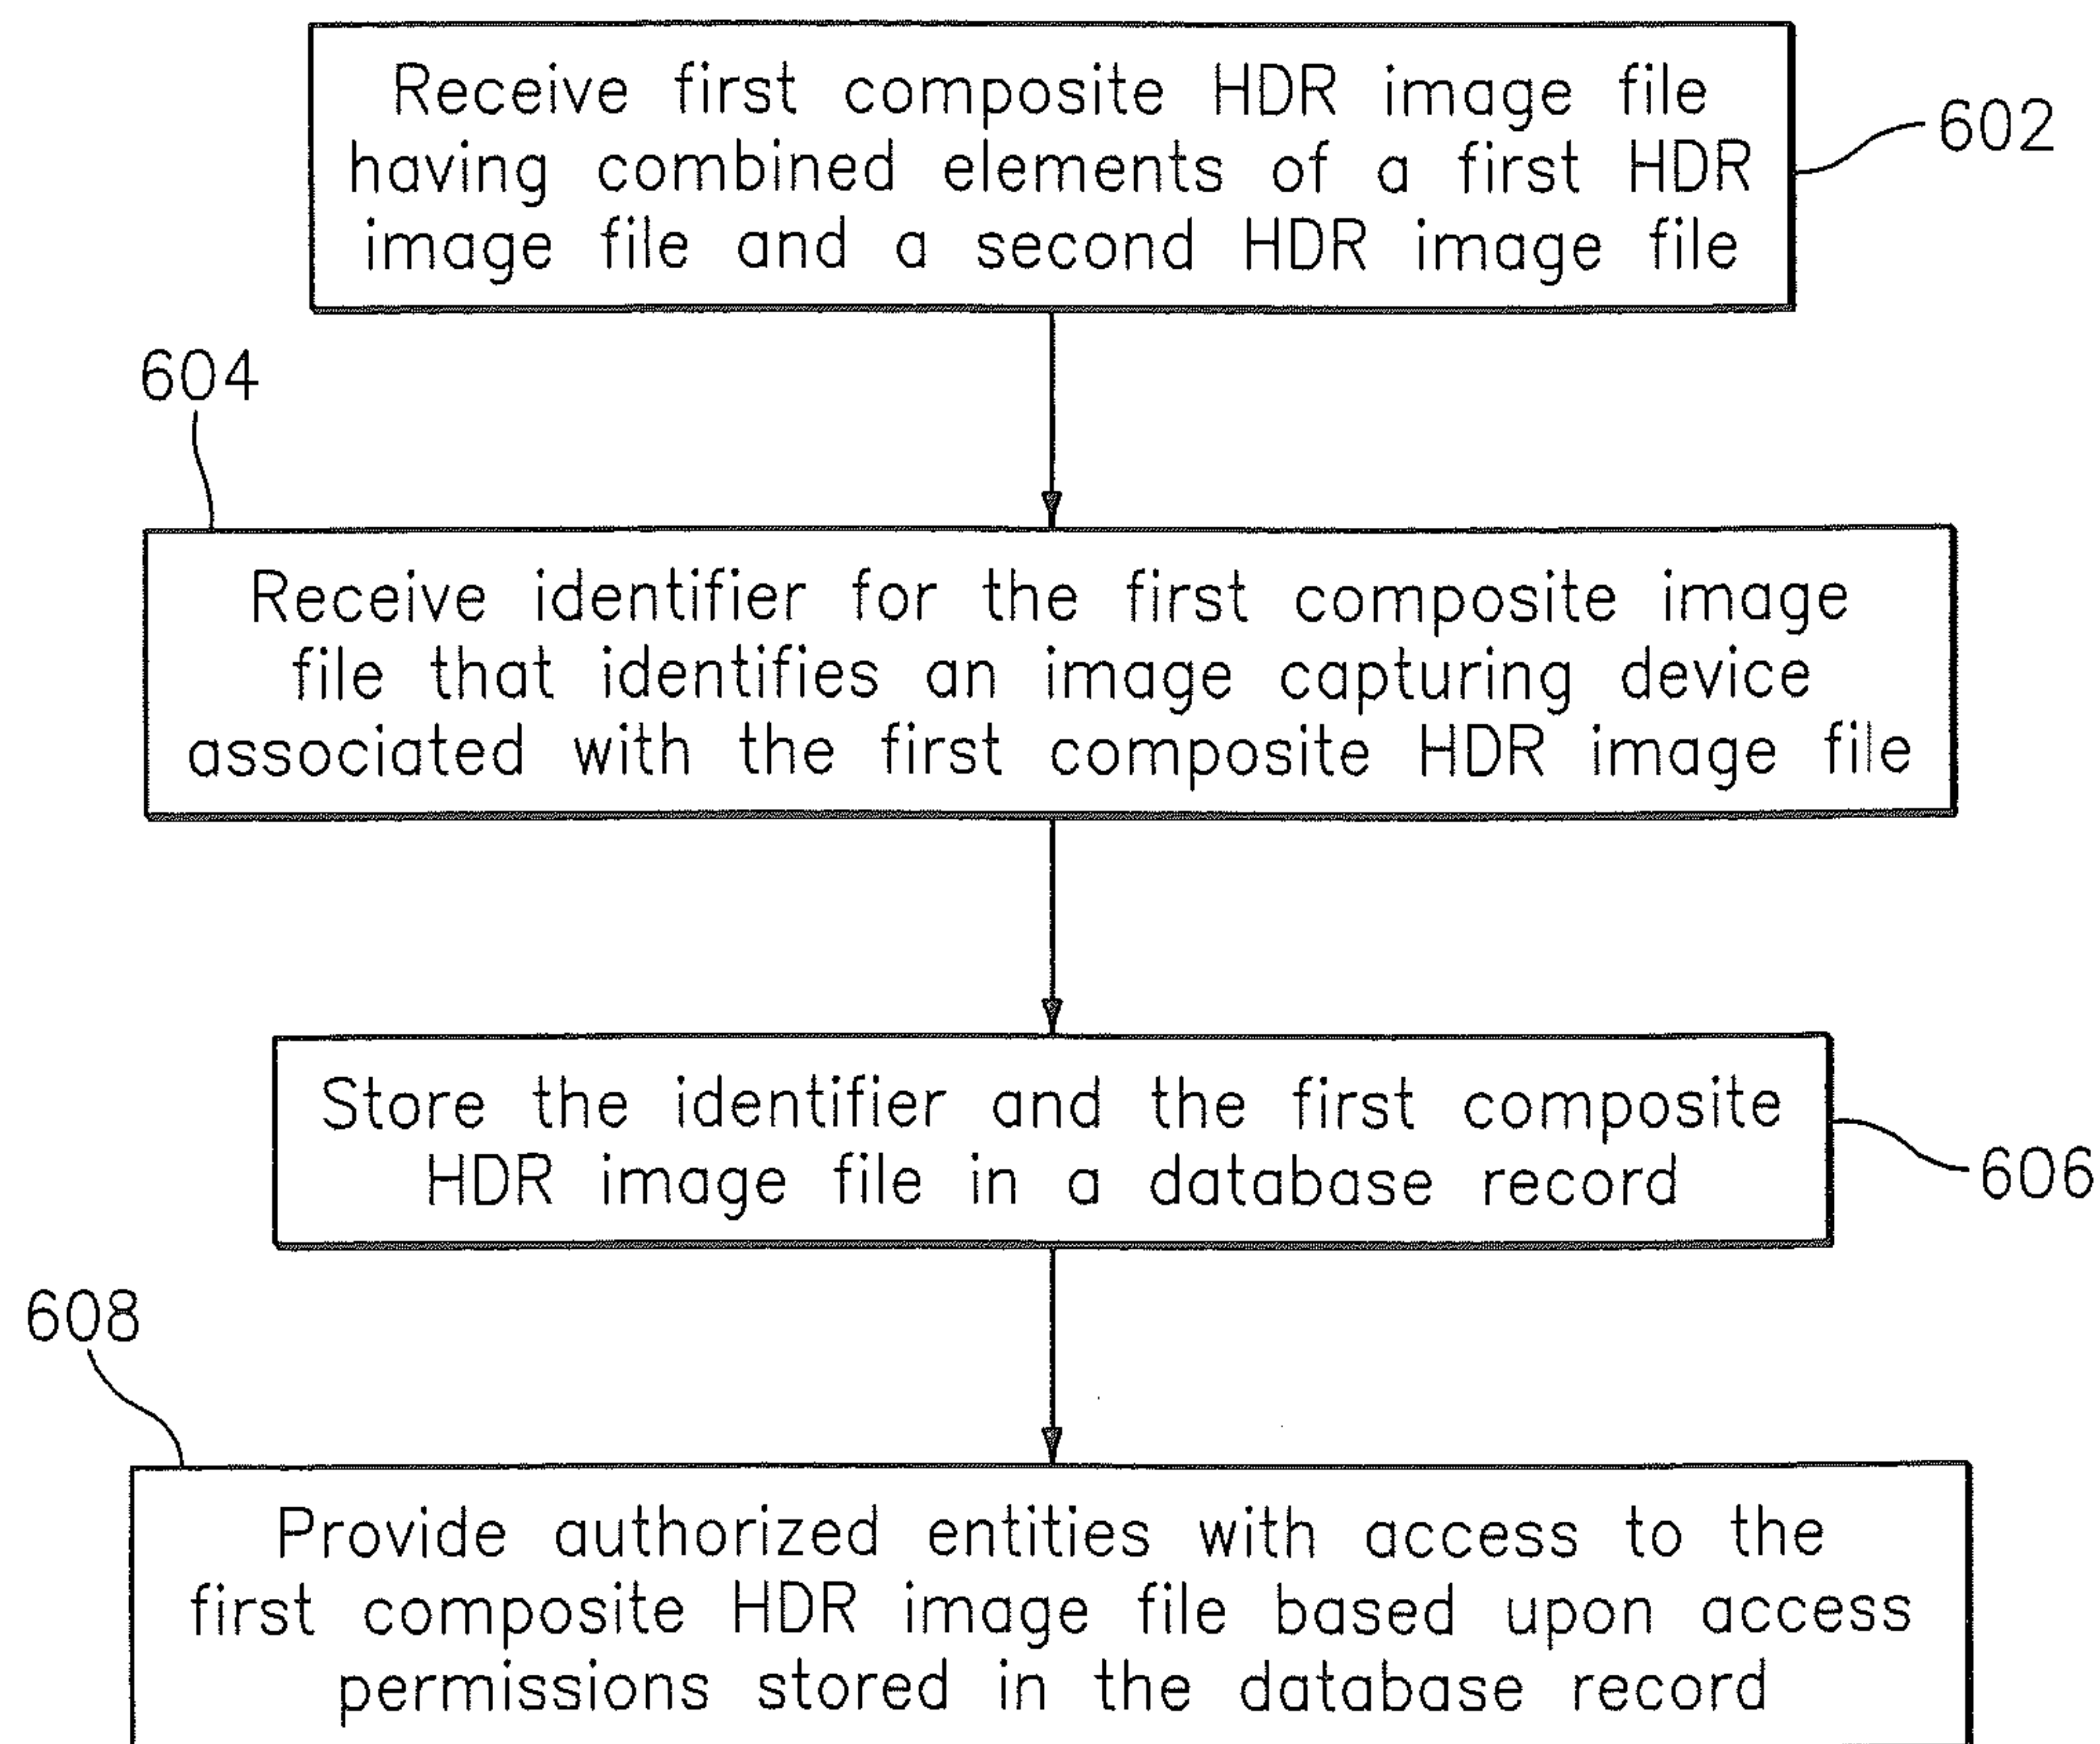 Receive first composite HDR image file
having combined elements of a first HDR
image file and a second HDR image file
602
604
Receive identifier for the first composite image
file that identifies an image capturing device
associated with the first composite HDR image file
Store the identifier and the first composite
HDR image file in a database record
606
608
Provide authorized entities with access to the
first composite HDR image file based upon access
permissions stored in the database record